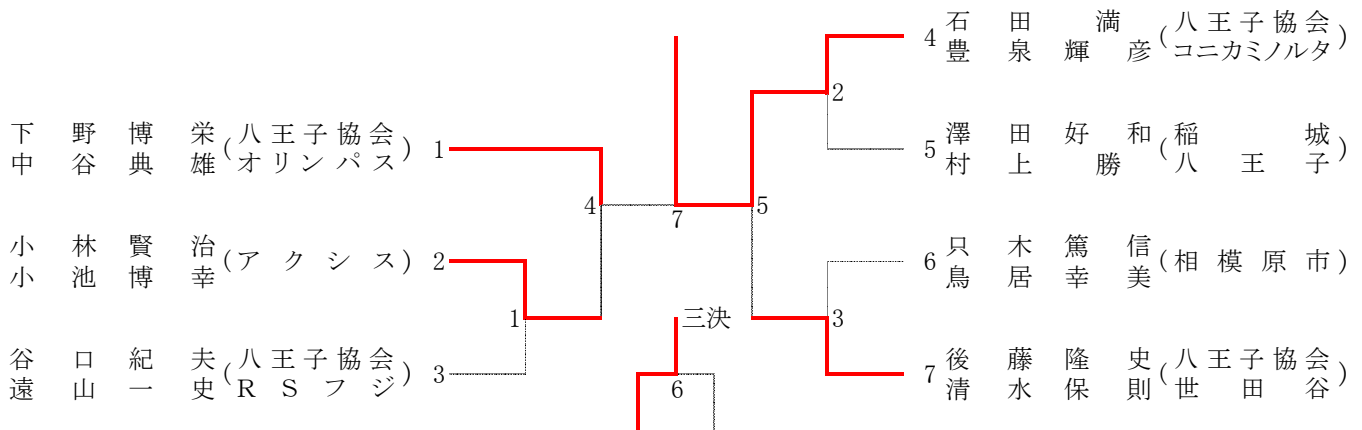 下野博栄(八王子協会 1
中谷典雄 オリンパス)
小林賢治(アクシス) 2
小池博幸
谷口紀夫(八王子協会 3
遠山一史 RSフジ)
1
4
7
5
三決
6
2
3
4 石田満(八王子協会
豊泉輝彦 コニカミノルタ)
5 澤田好和(稲城
村上勝 八王子)
6 只木篤信(相模原市)
鳥居幸美
7 後藤隆史(八王子協会
清水保則 世田谷)